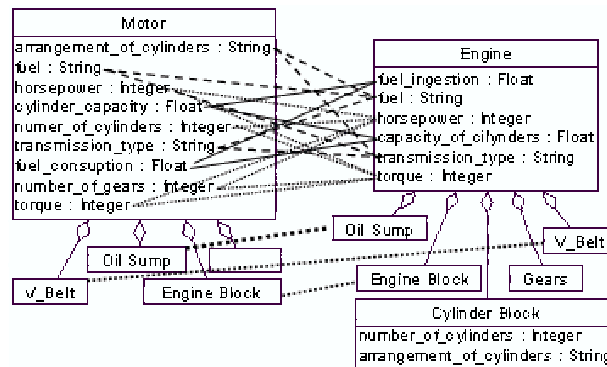 Motor
arrangement_of_cylinders : String
fuel : String
horsepower : Integer
cylinder_capacity : Float
numer_of_cylinders : Integer
transmission_type : String
fuel_consuption : Float
number_of_gears : Integer
torque : Integer
Oil Sump
V_Belt
Engine Block
Engine
fuel_ingestion : Float
fuel : String
horsepower : Integer
capacity_of_cilynders : Float
transmission_type : String
torque : Integer
Oil Sump
V_Belt
Engine Block
Gears
Cylinder Block
number_of_cylinders : Integer
arrangement_of_cylinders : String